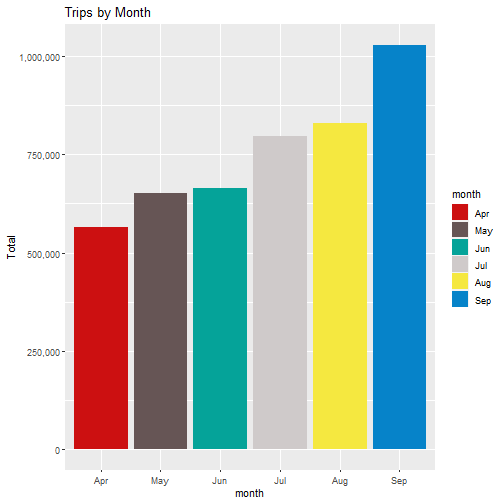 Trips by Month
1,000,000
750,000
500,000
250,000
0
Total
Apr May Jun Jul Aug Sep
month
month
Apr
May
Jun
Jul
Aug
Sep